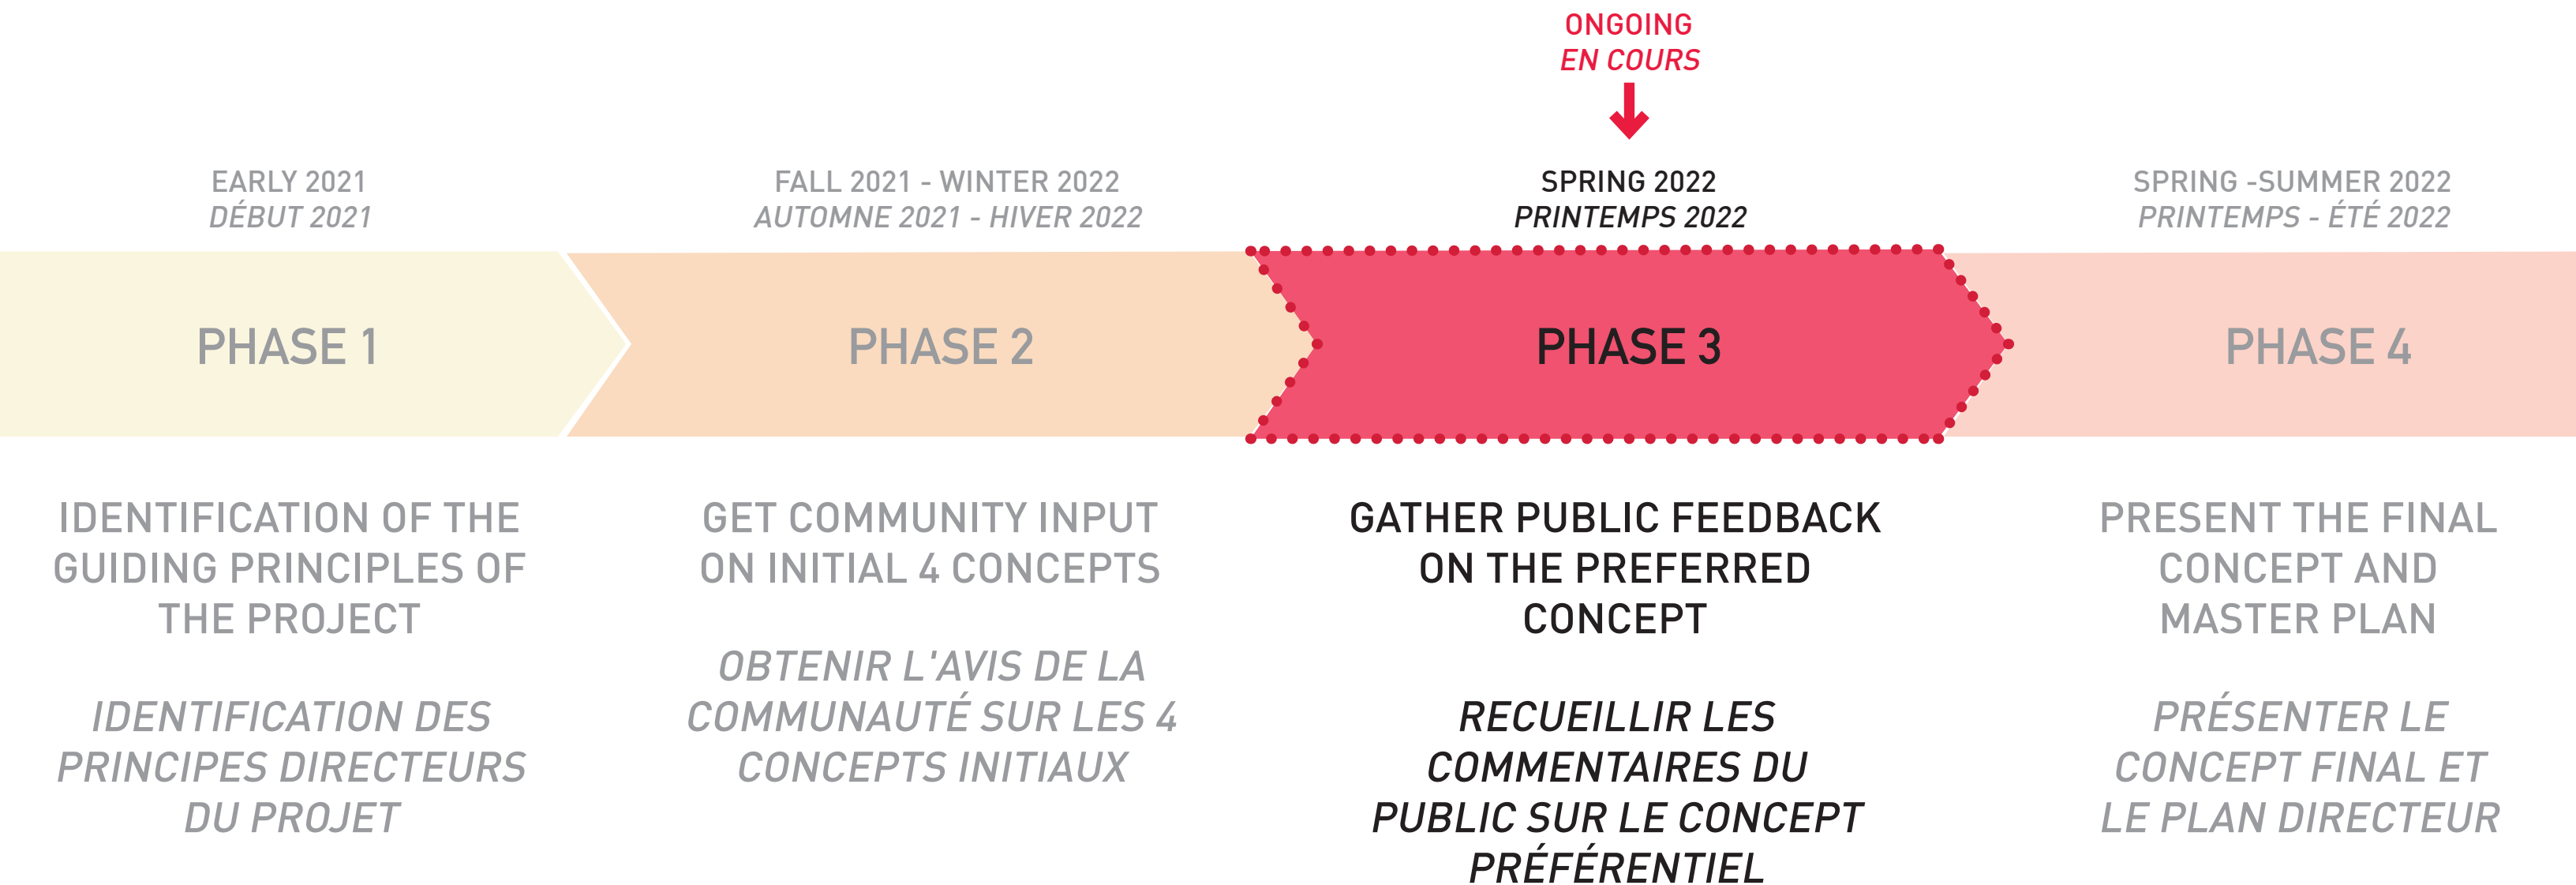 ONGOING
EN COURS
EARLY 2021
DÉBUT 2021
FALL 2021 - WINTER 2022
AUTOMNE 2021 - HIVER 2022
SPRING 2022
PRINTEMPS 2022
SPRING -SUMMER 2022
PRINTEMPS - ÉTÉ 2022
PHASE 1
PHASE 2
PHASE 3
PHASE 4
IDENTIFICATION OF THE
GUIDING PRINCIPLES OF
THE PROJECT
IDENTIFICATION DES
PRINCIPES DIRECTEURS
DU PROJET
GET COMMUNITY INPUT
ON INITIAL 4 CONCEPTS
OBTENIR L'AVIS DE LA
COMMUNAUTÉ SUR LES 4
CONCEPTS INITIAUX
GATHER PUBLIC FEEDBACK
ON THE PREFERRED
CONCEPT
RECUEILLIR LES
COMMENTAIRES DU
PUBLIC SUR LE CONCEPT
PRÉFÉRENTIEL
PRESENT THE FINAL
CONCEPT AND
MASTER PLAN
PRÉSENTER LE
CONCEPT FINAL ET
LE PLAN DIRECTEUR